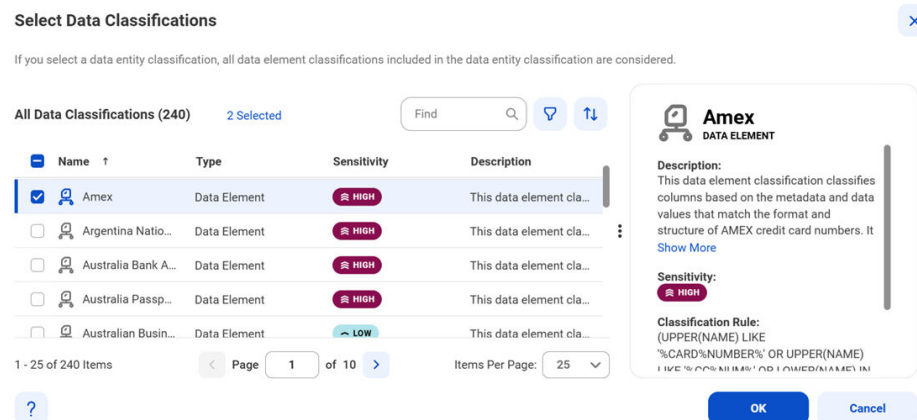 Select Data Classifications
If you select a data entity classification, all data element classifications included in the data entity classification are considered.
All Data Classifications (240) 2 Selected Find
Name ↑ Type Sensitivity Description
Amex Data Element HIGH This data element cla...
Argentina Natio... Data Element HIGH This data element cla...
Australia Bank A... Data Element HIGH This data element cla...
Australia Passp... Data Element HIGH This data element cla...
Australian Busin... Data Element LOW This data element cla...
1 - 25 of 240 Items Page 1 of 10 Items Per Page: 25
Amex
DATA ELEMENT
Description:
This data element classification classifies
columns based on the metadata and data
values that match the format and
structure of AMEX credit card numbers. It
Show More
Sensitivity:
HIGH
Classification Rule:
(UPPER(NAME) LIKE
'%CARD%NUMBER%' OR UPPER(NAME)
LIKE '%CC%NUM%' OR LOWER(NAME) IN
? OK Cancel